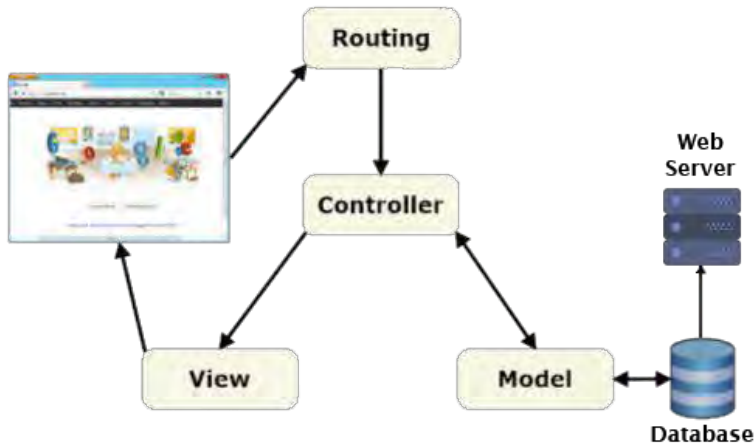 Routing
Controller
Web
Server
View
Model
Database